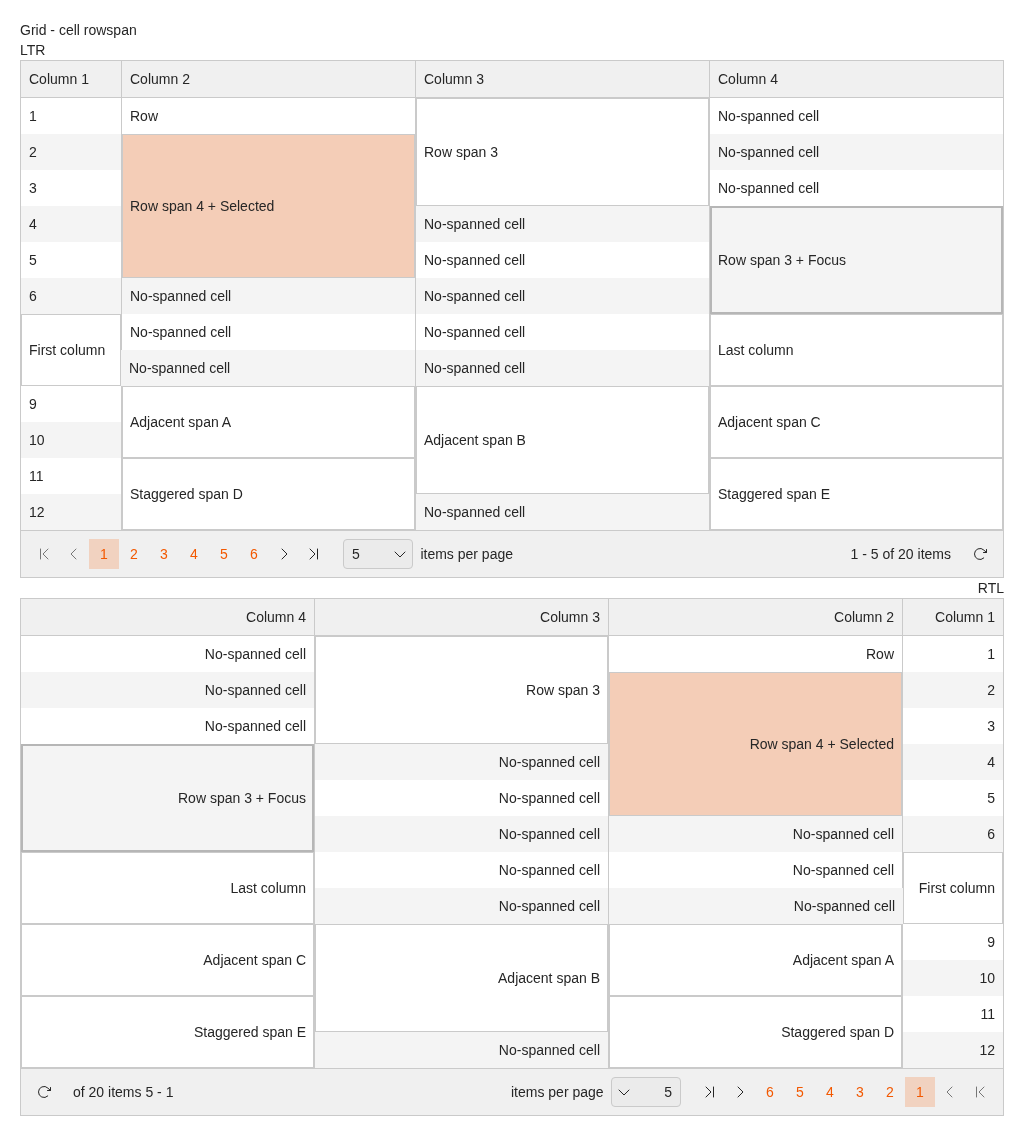 Grid - cell rowspan
LTR
Column 1 Column 2 Column 3 Column 4
1 Row No-spanned cell
2 Row span 3 No-spanned cell
3 No-spanned cell
Row span 4 + Selected
4 No-spanned cell
5 No-spanned cell Row span 3 + Focus
6 No-spanned cell No-spanned cell
No-spanned cell No-spanned cell
First column Last column
No-spanned cell No-spanned cell
9
Adjacent span A Adjacent span C
10 Adjacent span B
11
Staggered span D Staggered span E
12 No-spanned cell
1 2 3 4 5 6 5 items per page 1 - 5 of 20 items
RTL
Column 4 Column 3 Column 2 Column 1
No-spanned cell Row 1
No-spanned cell Row span 3 2
No-spanned cell 3
Row span 4 + Selected
No-spanned cell 4
Row span 3 + Focus No-spanned cell 5
No-spanned cell No-spanned cell 6
No-spanned cell No-spanned cell
Last column First column
No-spanned cell No-spanned cell
9
Adjacent span C Adjacent span A
Adjacent span B 10
11
Staggered span E Staggered span D
No-spanned cell 12
of 20 items 5 - 1 items per page 5 6 5 4 3 2 1